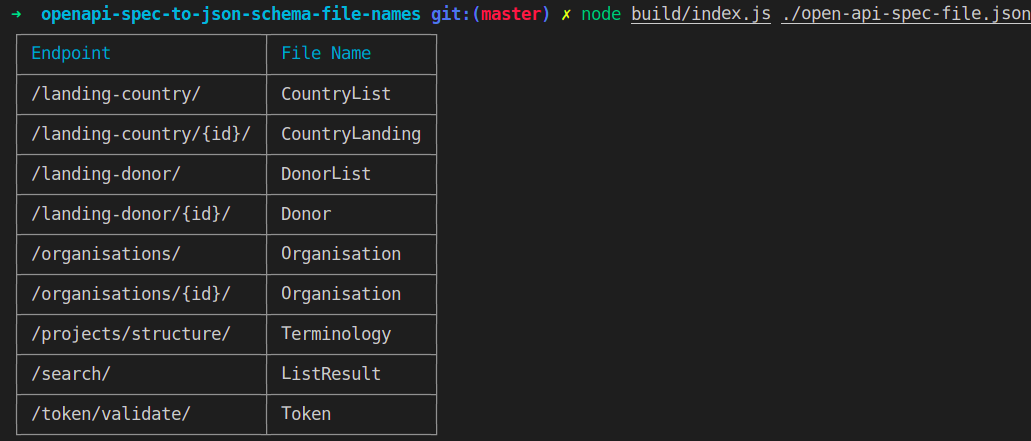 ➜ openapi-spec-to-json-schema-file-names git:(master) ✗ node build/index.js ./open-api-spec-file.json
Endpoint File Name
/landing-country/ CountryList
/landing-country/{id}/ CountryLanding
/landing-donor/ DonorList
/landing-donor/{id}/ Donor
/organisations/ Organisation
/organisations/{id}/ Organisation
/projects/structure/ Terminology
/search/ ListResult
/token/validate/ Token